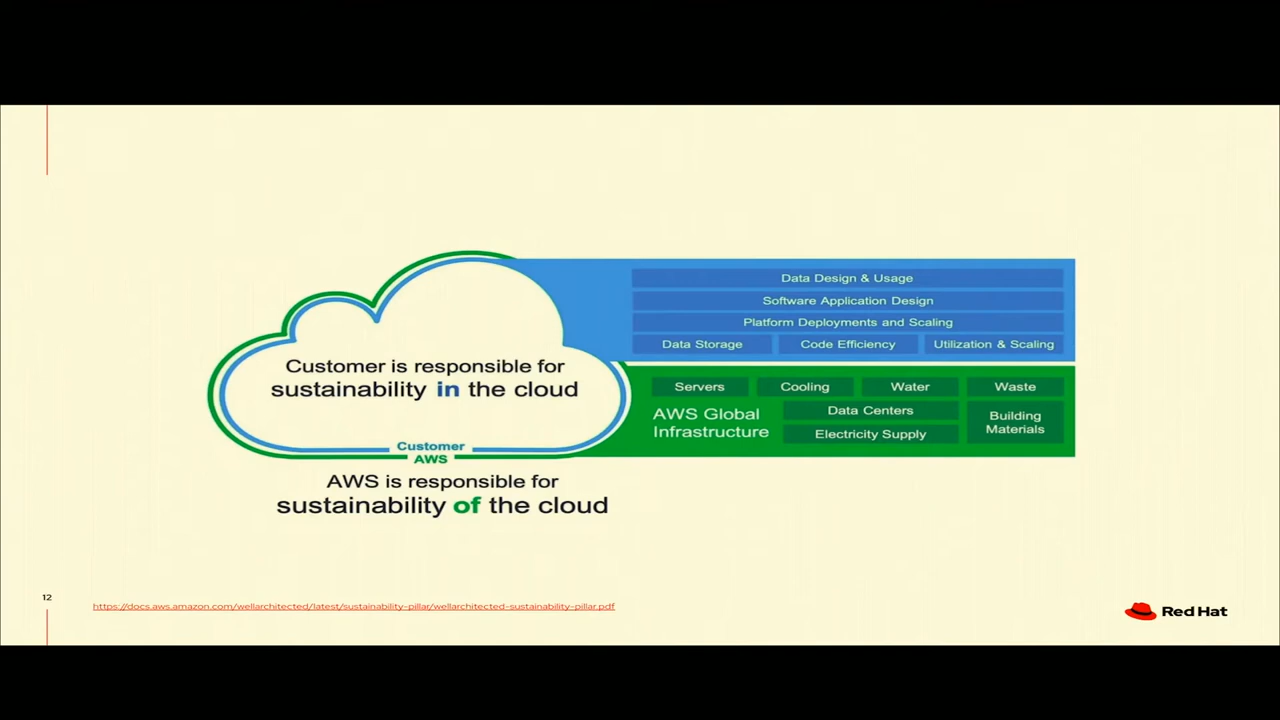 Data Design & Usage
Software Application Design
Platform Deployments and Scaling
Data Storage
Code Efficiency
Utilization & Scaling
Customer is responsible for
sustainability in the cloud
Customer
AWS
Servers
Cooling
Water
Waste
AWS Global
Infrastructure
Data Centers
Electricity Supply
Building
Materials
AWS is responsible for
sustainability of the cloud
12
https://docs.aws.amazon.com/wellarchitected/latest/sustainability-pillar/wellarchitected-sustainability-pillar.pdf
Red Hat